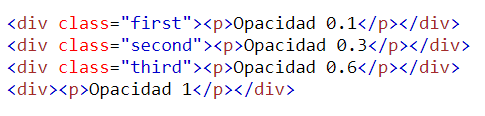 <div class="first"><p>Opacidad 0.1</p></div>
<div class="second"><p>Opacidad 0.3</p></div>
<div class="third"><p>Opacidad 0.6</p></div>
<div><p>Opacidad 1</p></div>